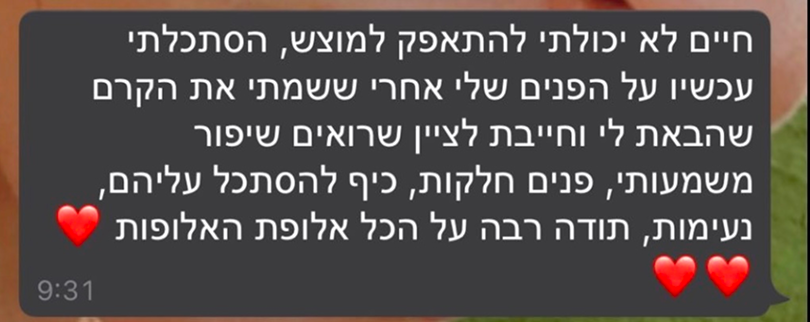 חיים לא יכולתי להתאפק למוצש, הסתכלתי
עכשיו על הפנים שלי אחרי ששמתי את הקרם
שהבאת לי וחייבת לציין שרואים שיפור
משמעותי, פנים חלקות, כיף להסתכל עליהם,
נעימות, תודה רבה על הכל אלופת האלופות ❤️
❤️❤️
9:31